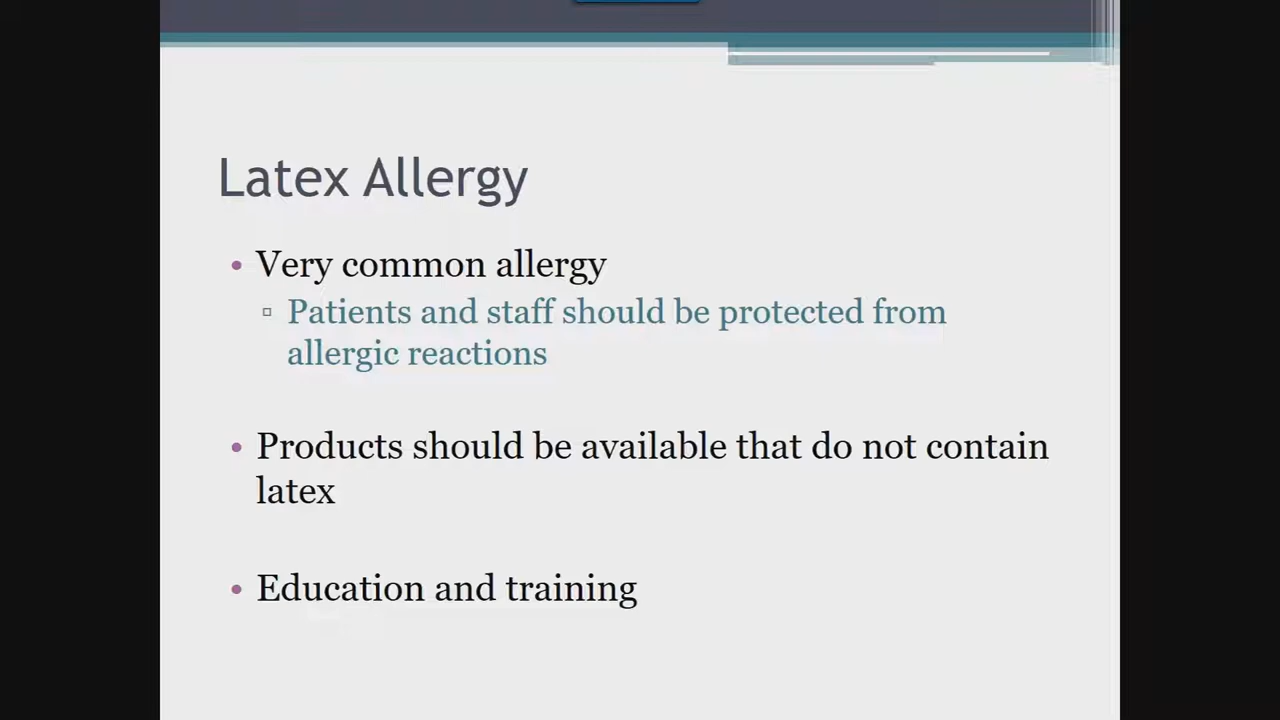 Latex Allergy
• Very common allergy
▫ Patients and staff should be protected from
allergic reactions
• Products should be available that do not contain
latex
• Education and training